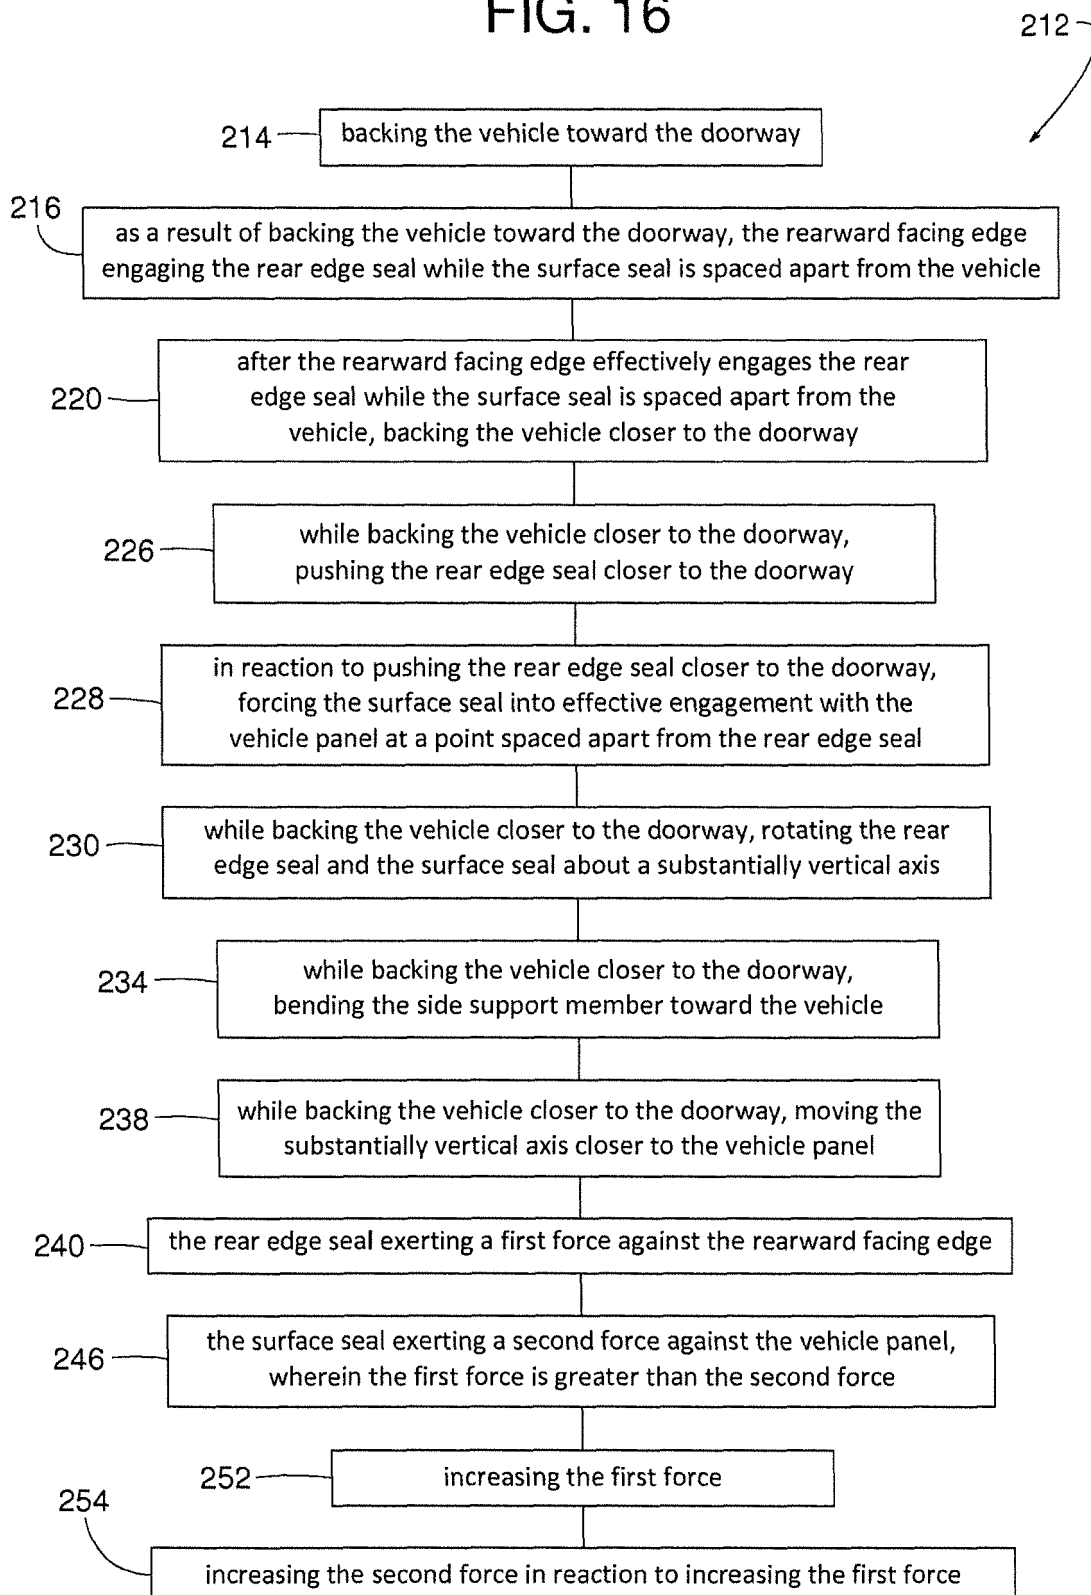 FIG. 16
212
214
backing the vehicle toward the doorway
216
as a result of backing the vehicle toward the doorway, the rearward facing edge
engaging the rear edge seal while the surface seal is spaced apart from the vehicle
220
after the rearward facing edge effectively engages the rear
edge seal while the surface seal is spaced apart from the
vehicle, backing the vehicle closer to the doorway
226
while backing the vehicle closer to the doorway,
pushing the rear edge seal closer to the doorway
228
in reaction to pushing the rear edge seal closer to the doorway,
forcing the surface seal into effective engagement with the
vehicle panel at a point spaced apart from the rear edge seal
230
while backing the vehicle closer to the doorway, rotating the rear
edge seal and the surface seal about a substantially vertical axis
234
while backing the vehicle closer to the doorway,
bending the side support member toward the vehicle
238
while backing the vehicle closer to the doorway, moving the
substantially vertical axis closer to the vehicle panel
240
the rear edge seal exerting a first force against the rearward facing edge
246
the surface seal exerting a second force against the vehicle panel,
wherein the first force is greater than the second force
252
increasing the first force
254
increasing the second force in reaction to increasing the first force